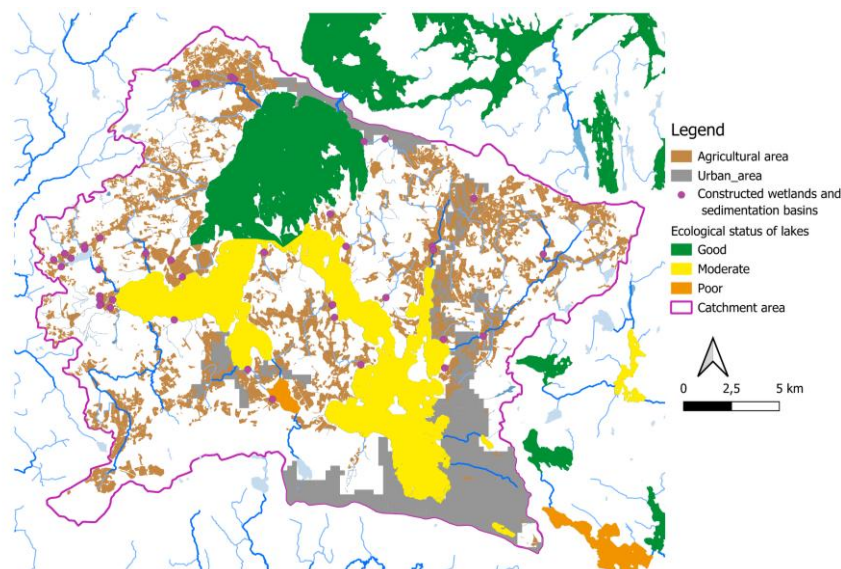 Legend
Agricultural area
Urban_area
Constructed wetlands and
sedimentation basins
Ecological status of lakes
Good
Moderate
Poor
Catchment area
0 2,5 5 km